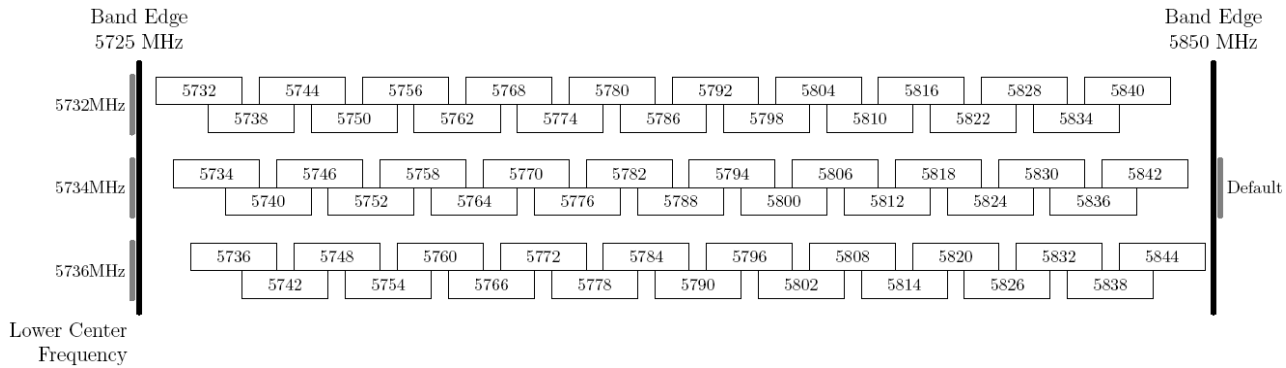 Band Edge
5725 MHz
Band Edge
5850 MHz
5732MHz
5732 5744 5756 5768 5780 5792 5804 5816 5828 5840
5738 5750 5762 5774 5786 5798 5810 5822 5834
5734MHz
5734 5746 5758 5770 5782 5794 5806 5818 5830 5842
5740 5752 5764 5776 5788 5800 5812 5824 5836
Default
5736MHz
5736 5748 5760 5772 5784 5796 5808 5820 5832 5844
5742 5754 5766 5778 5790 5802 5814 5826 5838
Lower Center
Frequency